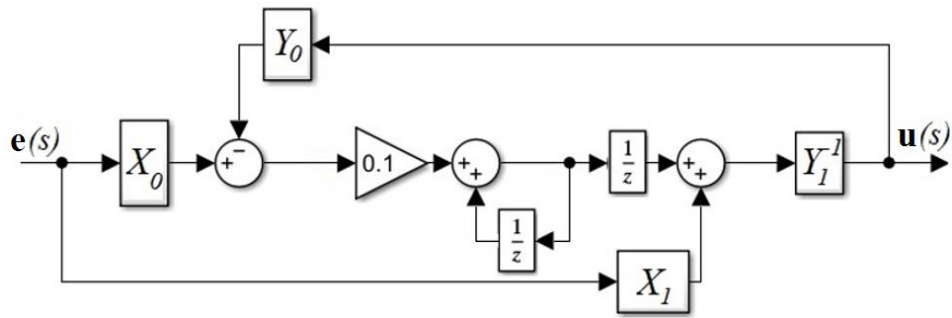 Y₀
e(s)
X₀
+
−
0.1
+
+
1/z
+
+
Y₁⁻¹
u(s)
1/z
X₁